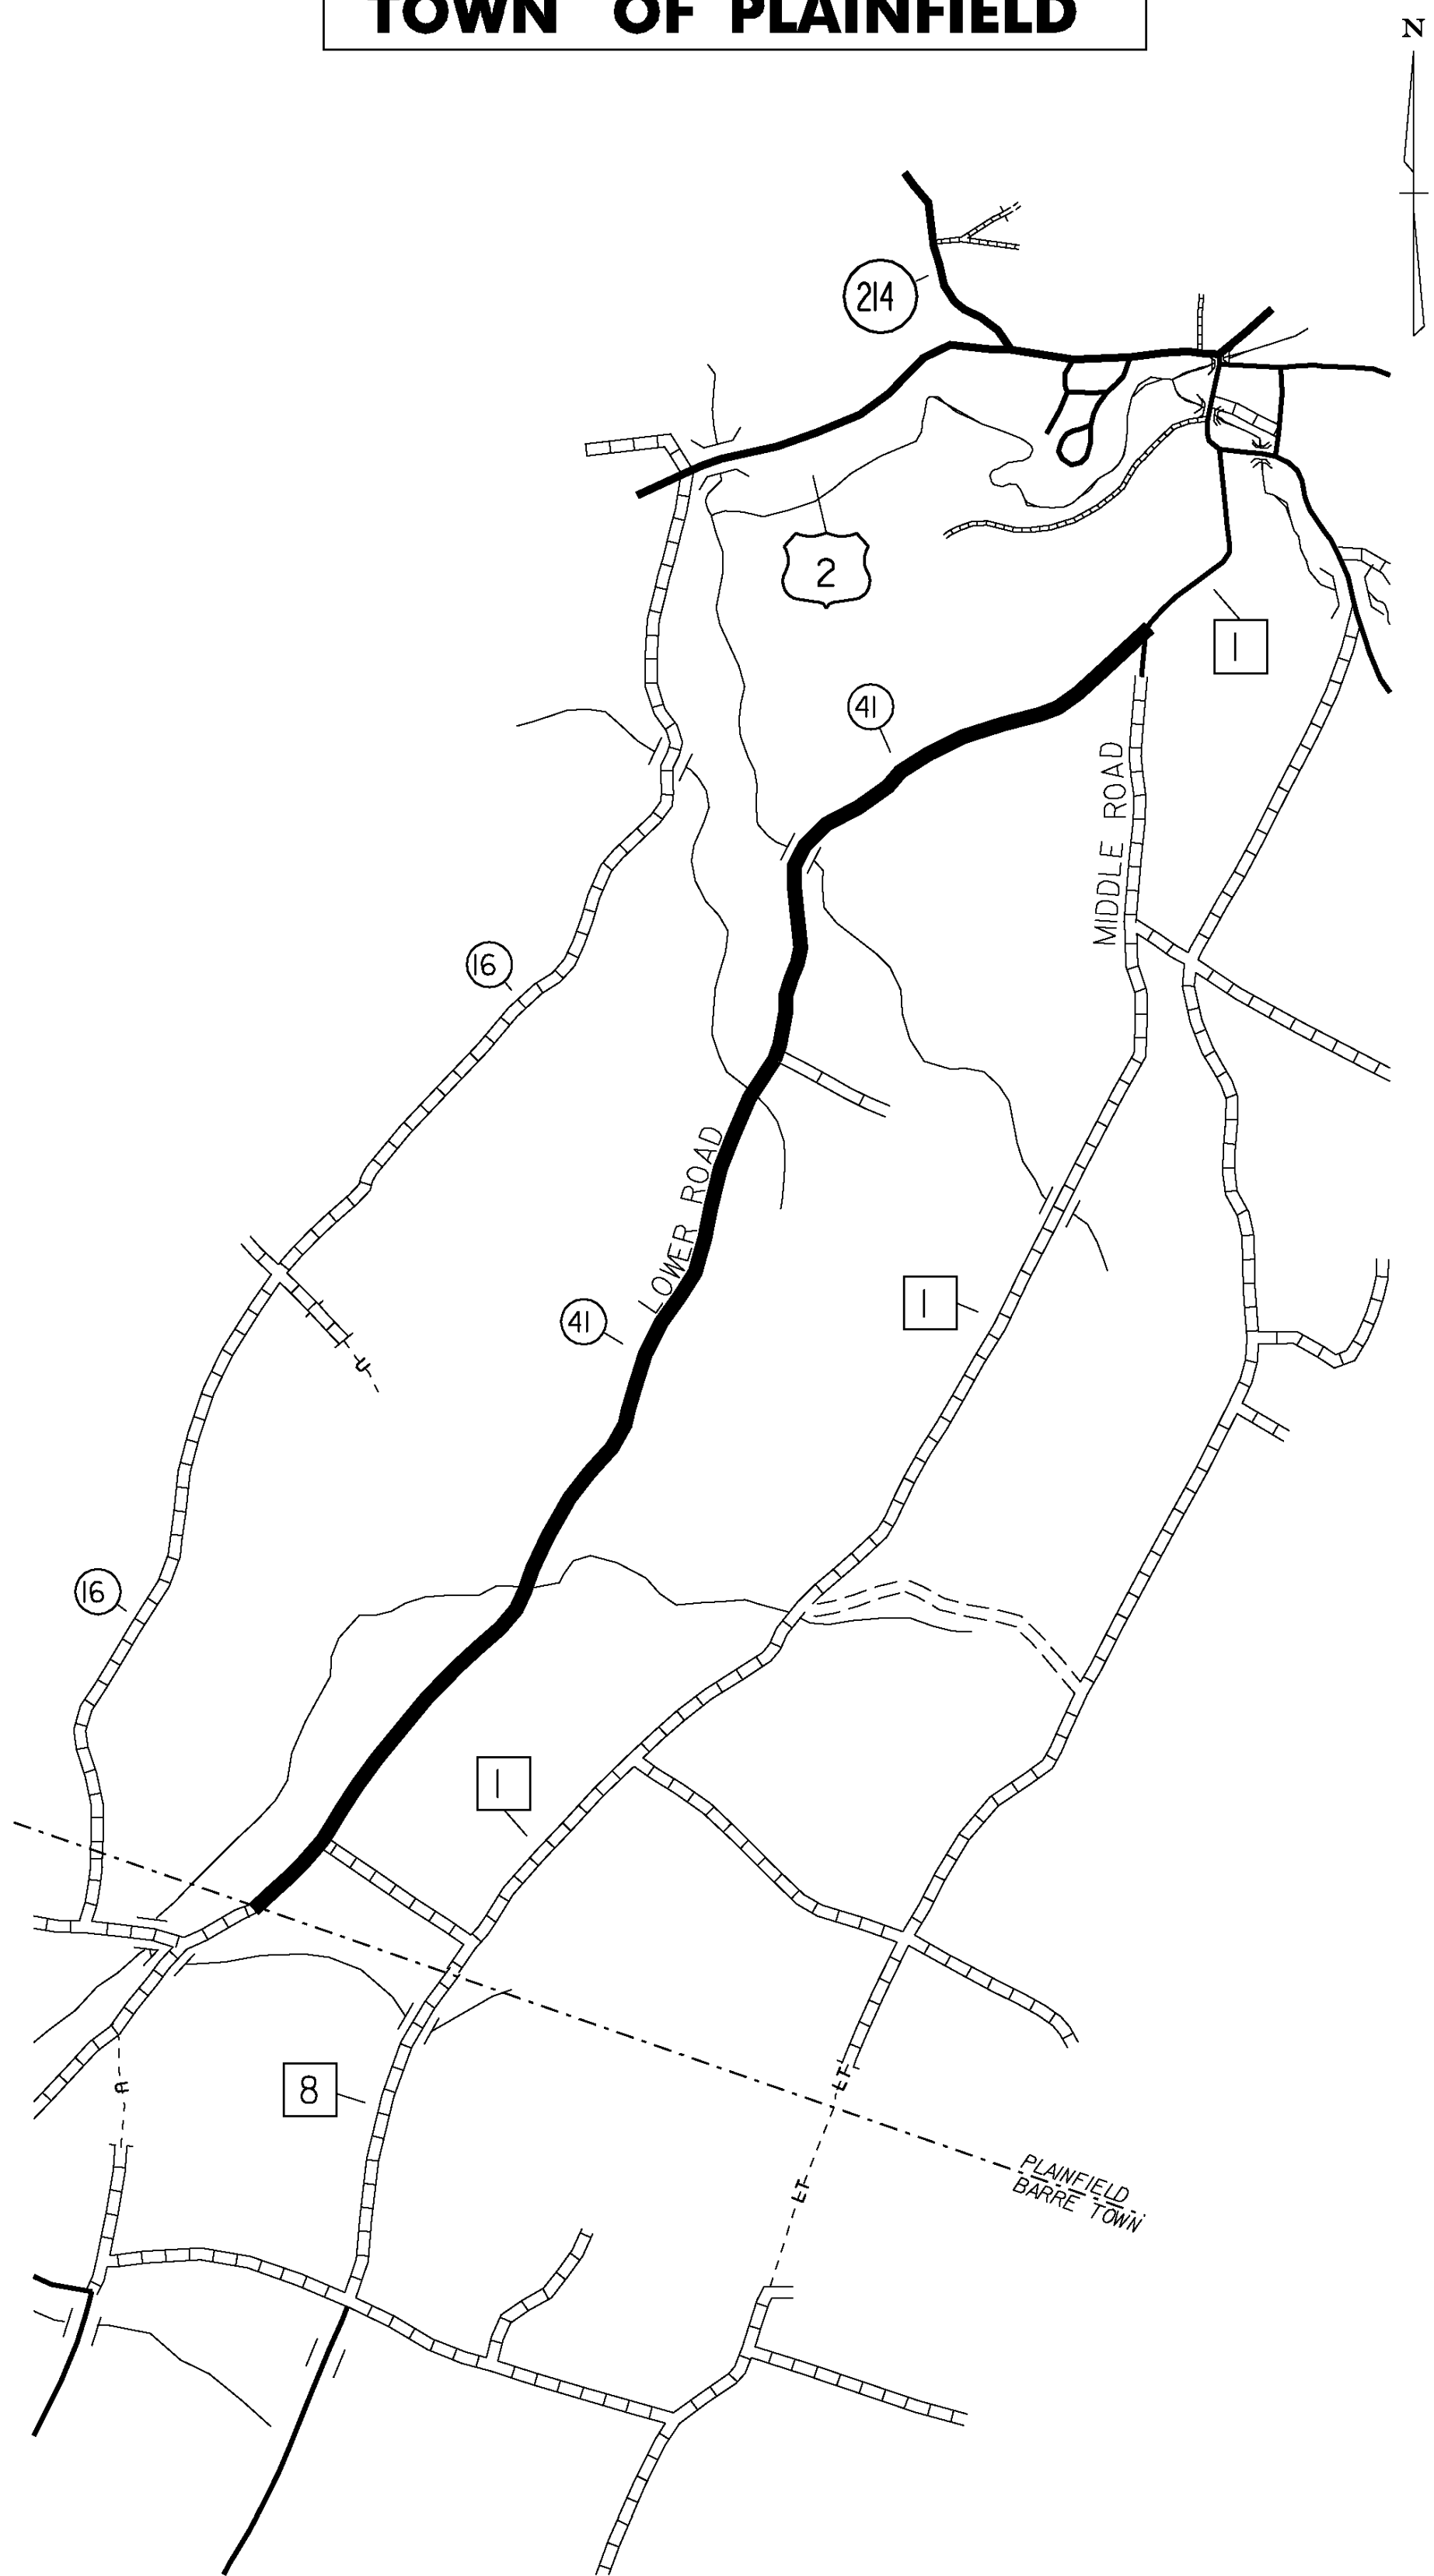 TOWN OF PLAINFIELD
N
214
2
1
41
MIDDLE ROAD
16
LOWER ROAD
1
41
16
1
8
PLAINFIELD
BARRE TOWN